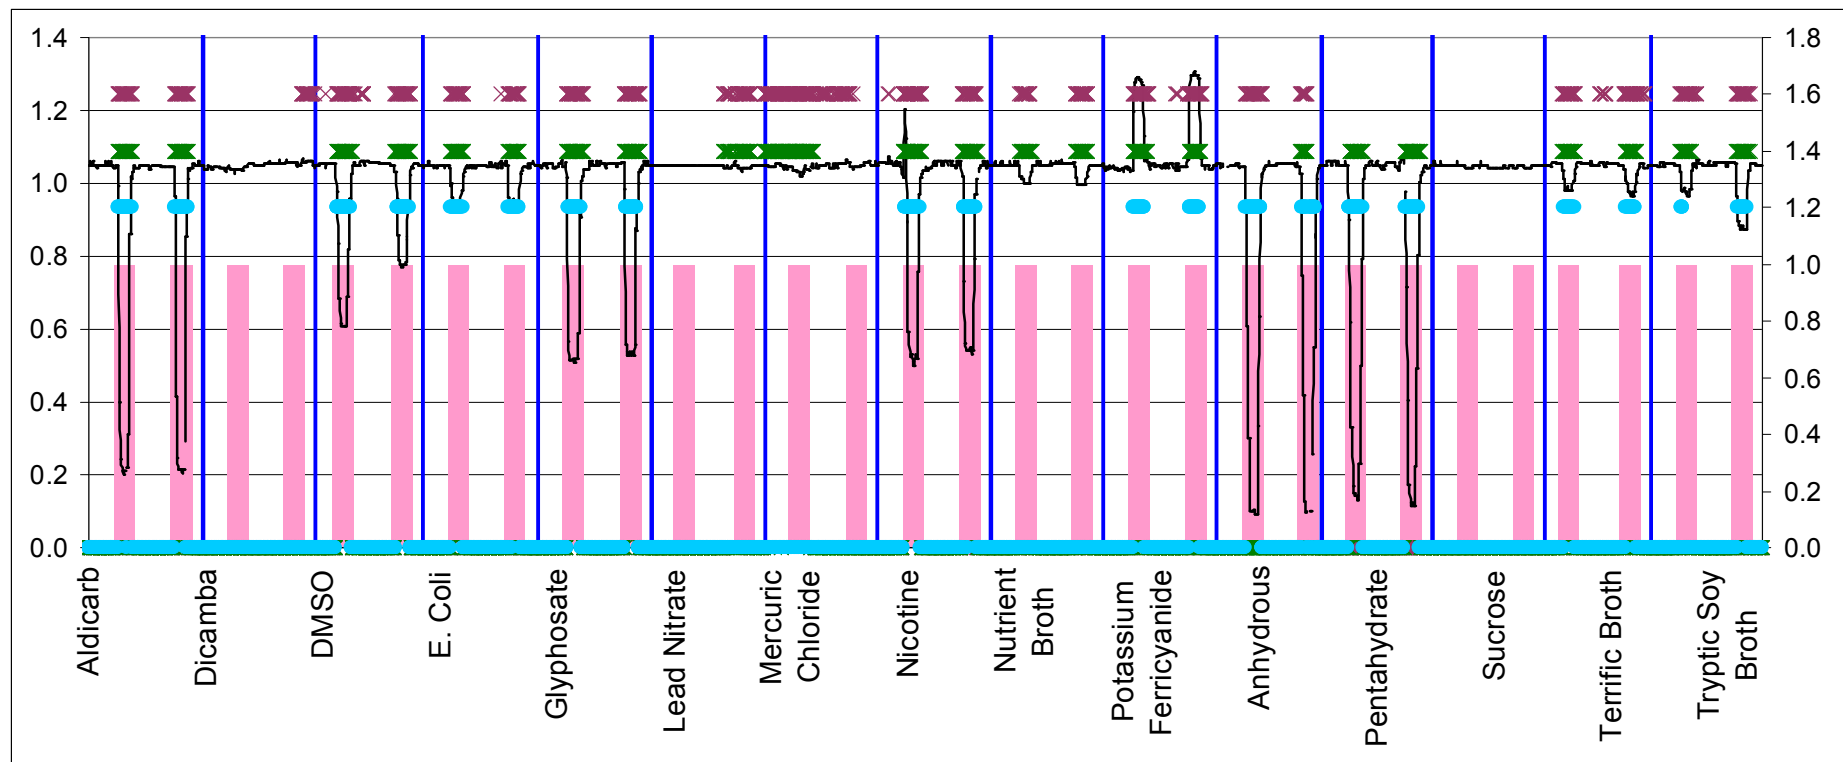 1.4
1.2
1.0
0.8
0.6
0.4
0.2
0.0
1.8
1.6
1.4
1.2
1.0
0.8
0.6
0.4
0.2
0.0
Aldicarb
Dicamba
DMSO
E. Coli
Glyphosate
Lead Nitrate
Mercuric
Chloride
Nicotine
Nutrient
Broth
Potassium
Ferricyanide
Anhydrous
Pentahydrate
Sucrose
Terrific Broth
Tryptic Soy
Broth